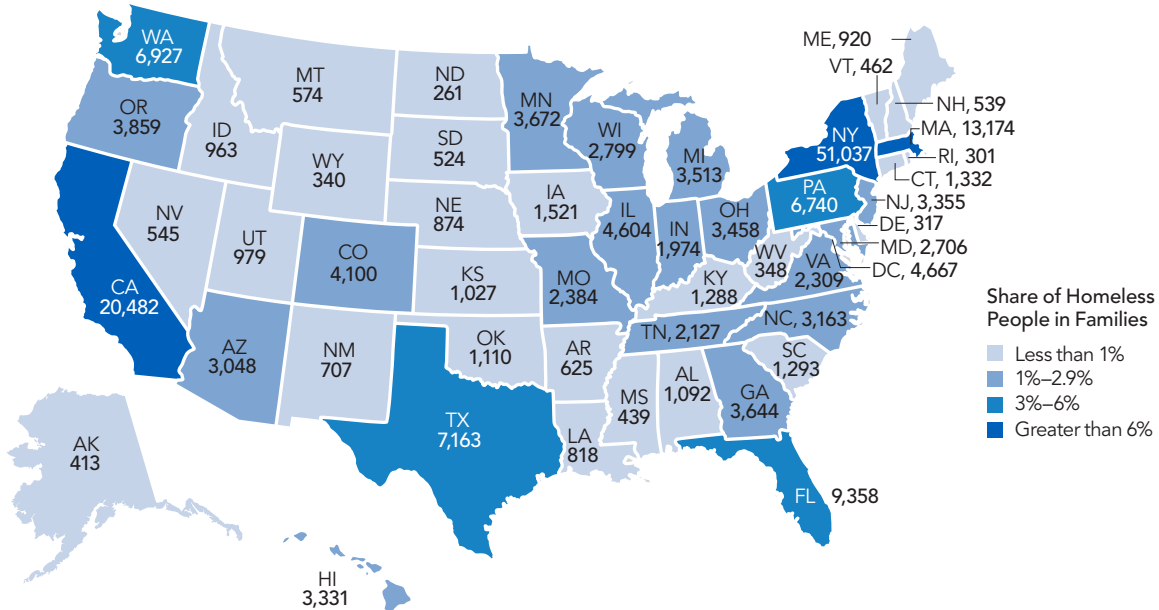 WA
6,927
OR
3,859
CA
20,482
ID
963
NV
545
MT
574
WY
340
UT
979
AZ
3,048
CO
4,100
NM
707
ND
261
SD
524
NE
874
KS
1,027
OK
1,110
TX
7,163
MN
3,672
IA
1,521
MO
2,384
AR
625
LA
818
WI
2,799
IL
4,604
MS
439
MI
3,513
IN
1,974
KY
1,288
TN, 2,127
AL
1,092
OH
3,458
WV
348
VA
2,309
NC, 3,163
SC
1,293
GA
3,644
FL 9,358
PA
6,740
NY
51,037
ME, 920
VT, 462
NH, 539
MA, 13,174
RI, 301
CT, 1,332
NJ, 3,355
DE, 317
MD, 2,706
DC, 4,667
AK
413
HI
3,331
Share of Homeless
People in Families
Less than 1%
1%–2.9%
3%–6%
Greater than 6%